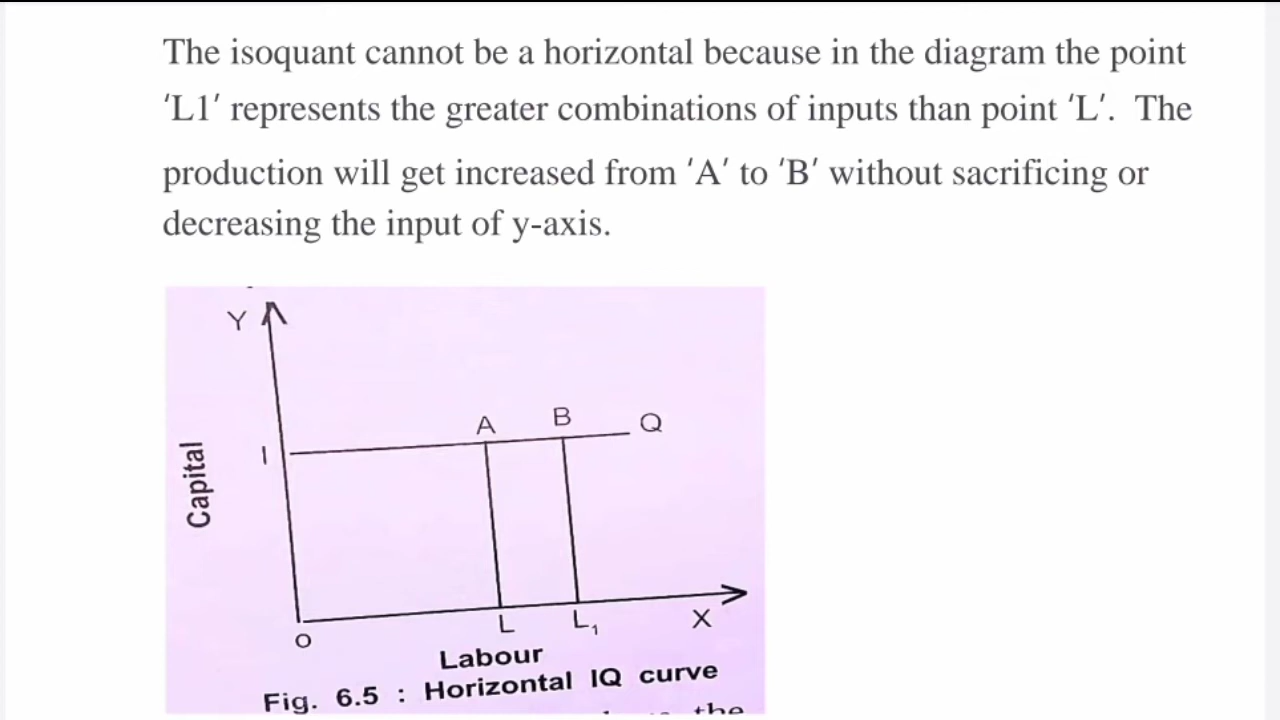 The isoquant cannot be a horizontal because in the diagram the point
'L1' represents the greater combinations of inputs than point 'L'. The
production will get increased from 'A' to 'B' without sacrificing or
decreasing the input of y-axis.
Y
A B Q
I
Capital
O
L L₁ X
Labour
Fig. 6.5 : Horizontal IQ curve
the